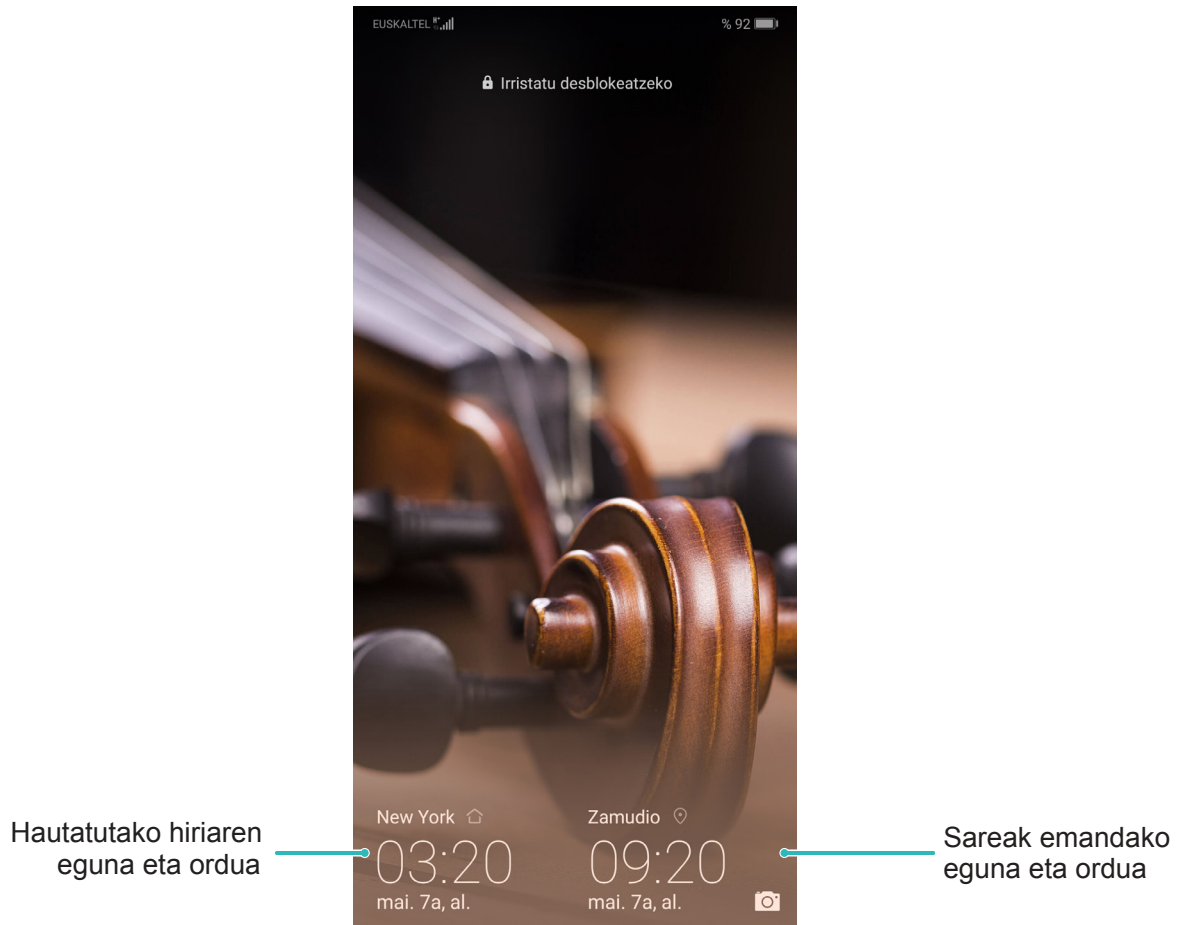 EUSKALTEL
% 92
Irristatu desblokeatzeko
New York
Zamudio
03:20
09:20
mai. 7a, al.
mai. 7a, al.
Hautatutako hiriaren
eguna eta ordua
Sareak emandako
eguna eta ordua